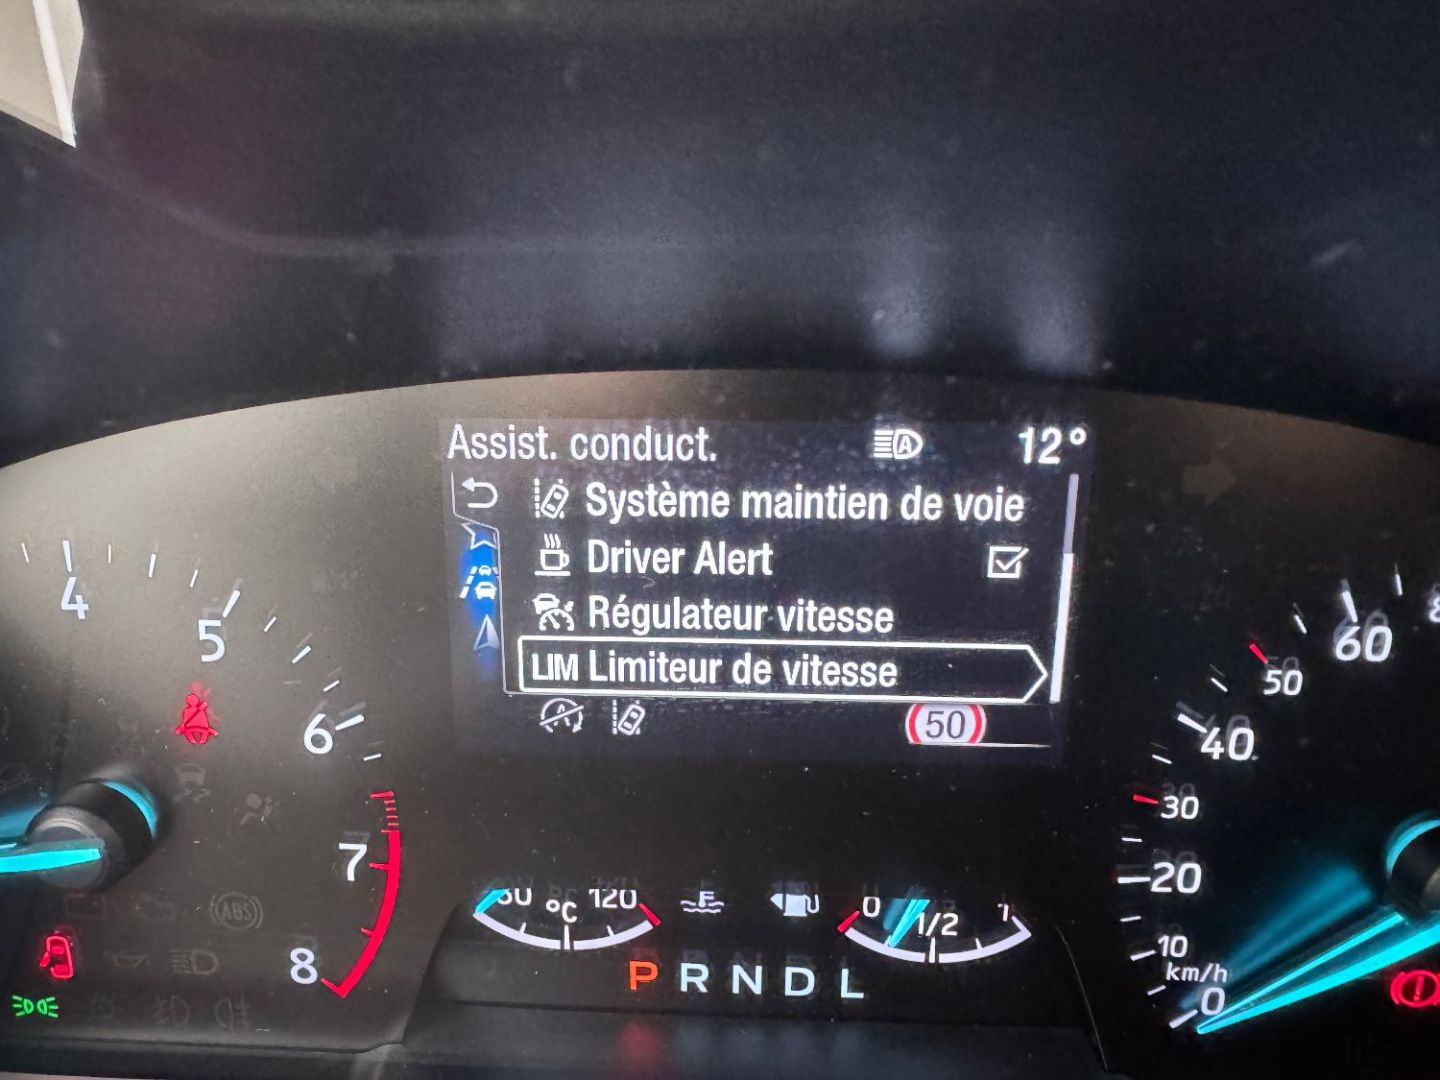 Assist. conduct. 12°
Système maintien de voie
Driver Alert
Régulateur vitesse
LIM Limiteur de vitesse
50
4
5
6
7
8
°C 120
0 1/2 1
P R N D L
ABS
60
50
40
30
20
10
km/h
0